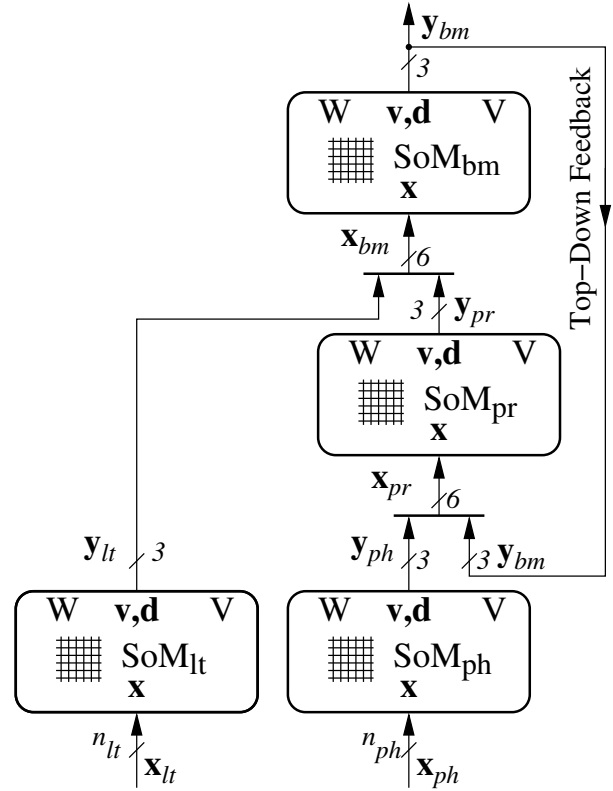 y_bm
3
W v,d V
SoM_bm
x
x_bm 6
Top–Down Feedback
3 y_pr
W v,d V
SoM_pr
x
x_pr 6
y_lt 3
y_ph 3
3 y_bm
W v,d V
SoM_lt
x
W v,d V
SoM_ph
x
n_lt x_lt
n_ph x_ph